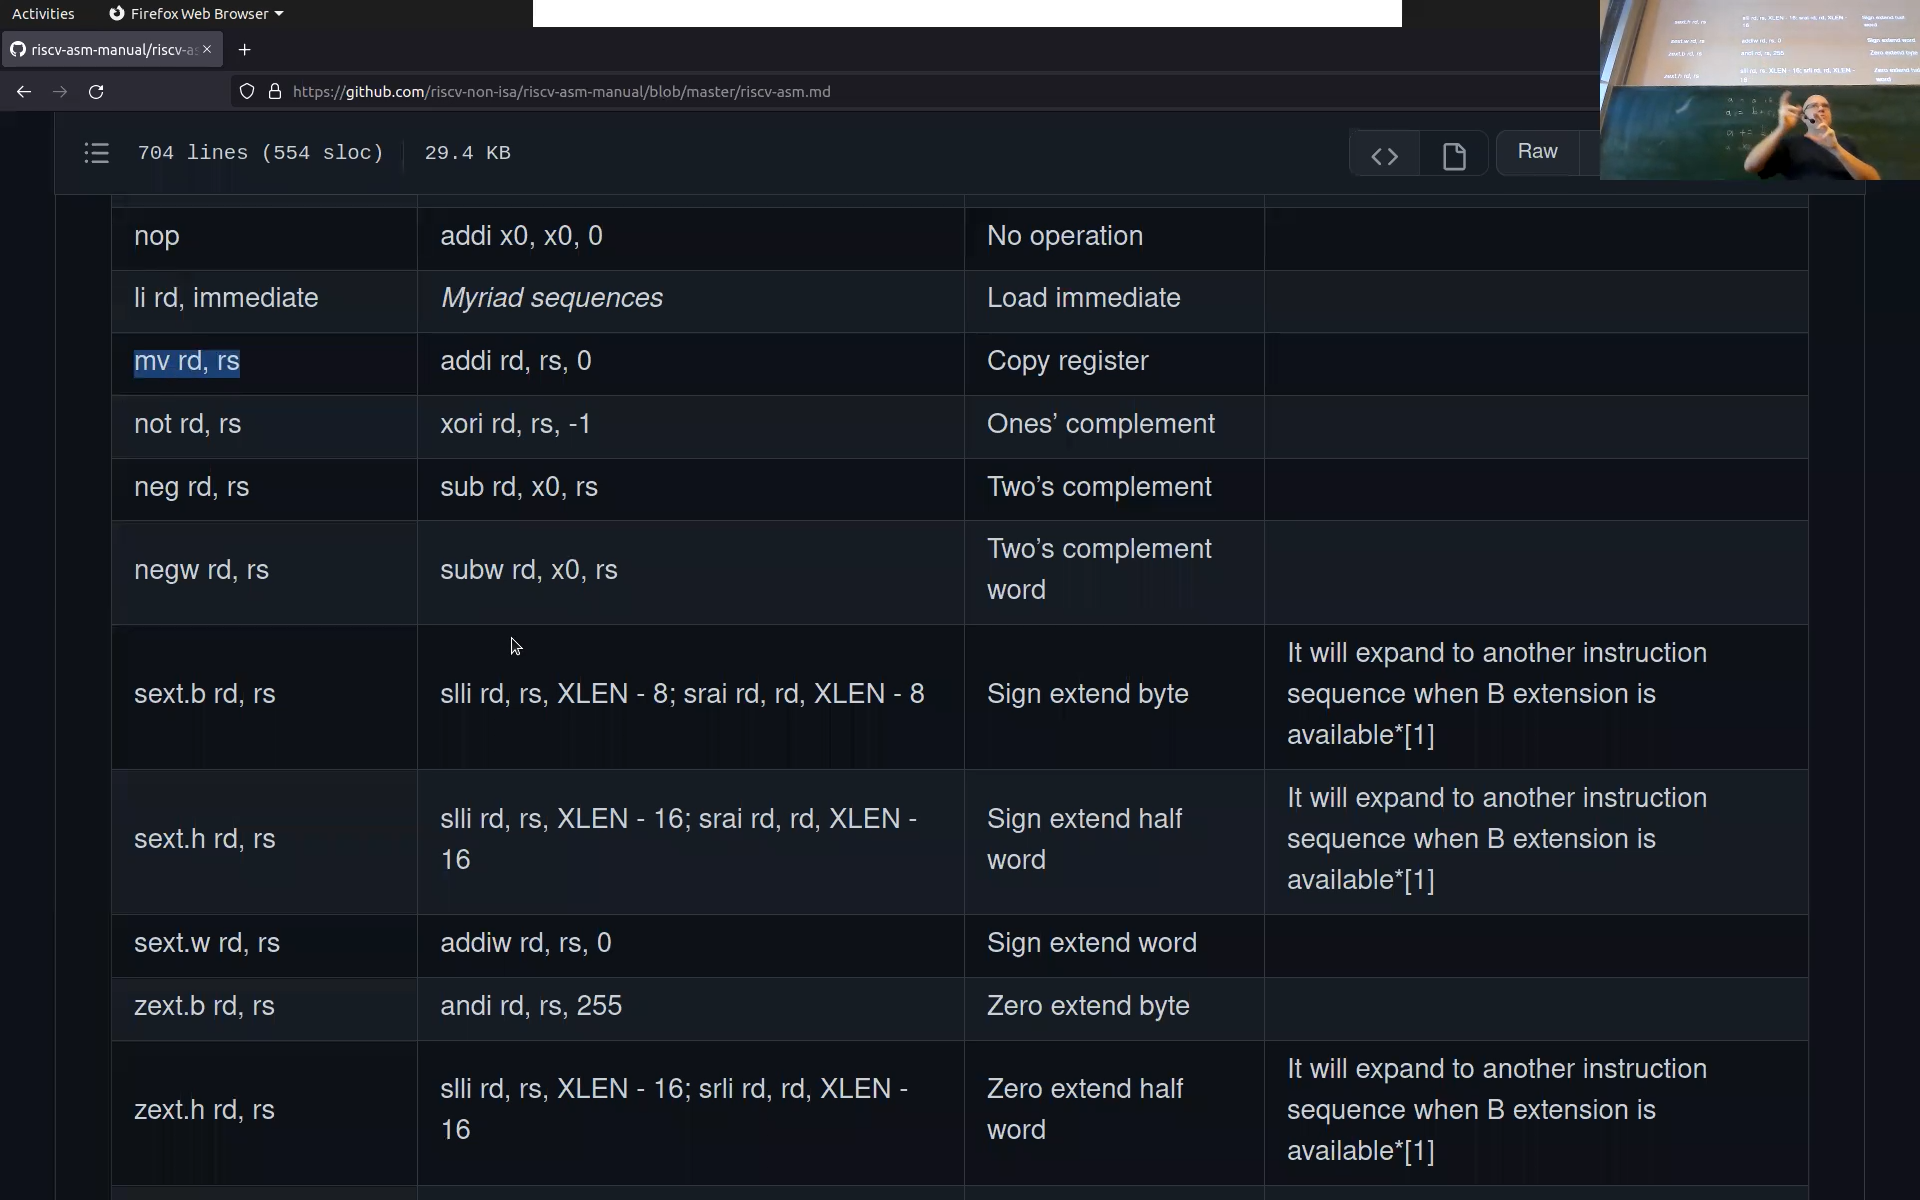 Activities
Firefox Web Browser
riscv-asm-manual/riscv-as
https://github.com/riscv-non-isa/riscv-asm-manual/blob/master/riscv-asm.md
704 lines (554 sloc) 29.4 KB
Raw
nop addi x0, x0, 0 No operation
li rd, immediate Myriad sequences Load immediate
mv rd, rs addi rd, rs, 0 Copy register
not rd, rs xori rd, rs, -1 Ones’ complement
neg rd, rs sub rd, x0, rs Two’s complement
negw rd, rs subw rd, x0, rs Two’s complement
word
sext.b rd, rs slli rd, rs, XLEN - 8; srai rd, rd, XLEN - 8 Sign extend byte It will expand to another instruction
sequence when B extension is
available*[1]
sext.h rd, rs slli rd, rs, XLEN - 16; srai rd, rd, XLEN -
16 Sign extend half
word It will expand to another instruction
sequence when B extension is
available*[1]
sext.w rd, rs addiw rd, rs, 0 Sign extend word
zext.b rd, rs andi rd, rs, 255 Zero extend byte
zext.h rd, rs slli rd, rs, XLEN - 16; srli rd, rd, XLEN -
16 Zero extend half
word It will expand to another instruction
sequence when B extension is
available*[1]